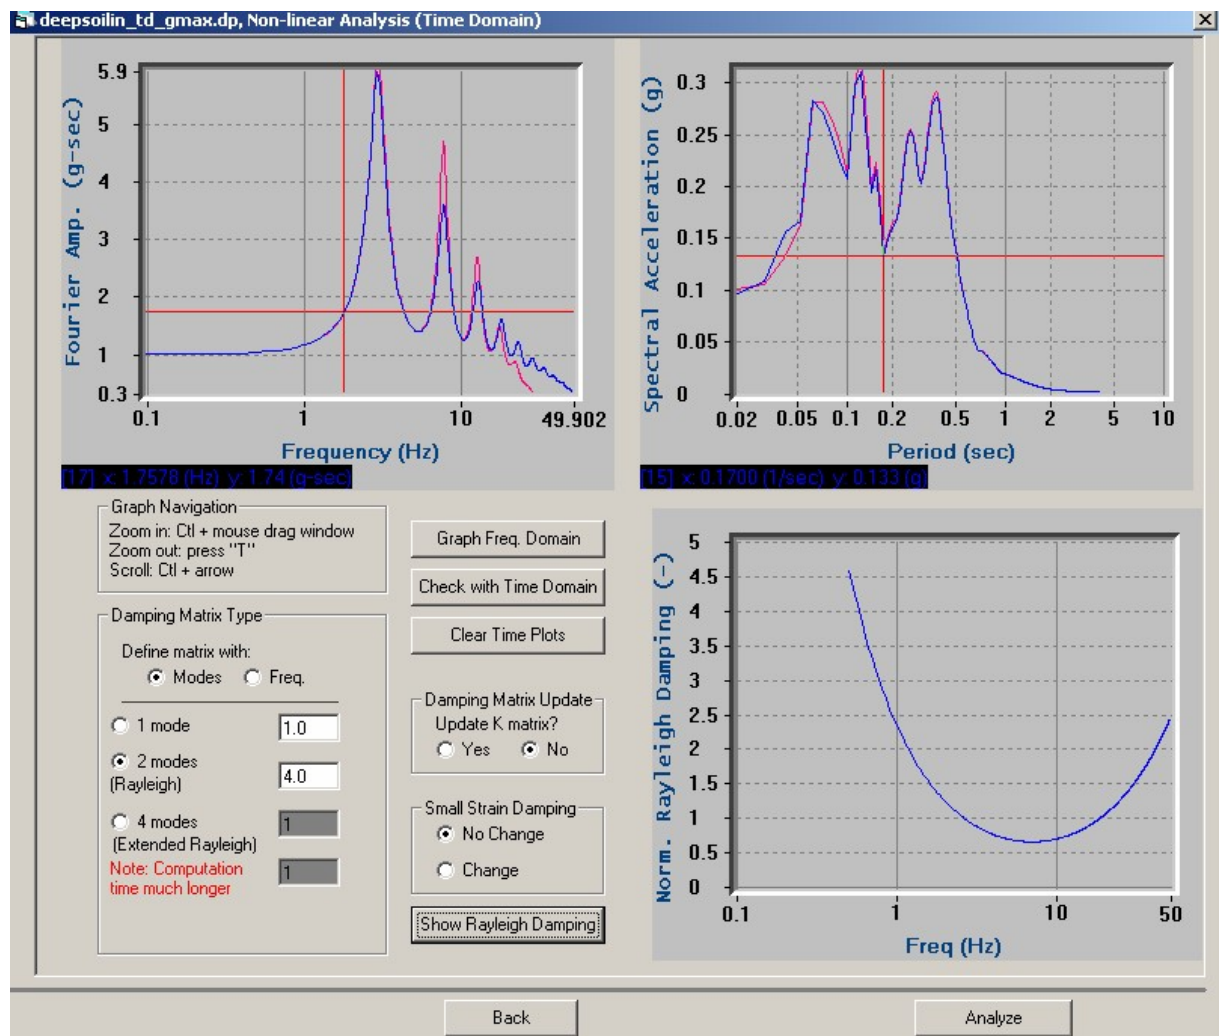 deepsoilin_td_gmax.dp, Non-linear Analysis (Time Domain)
Fourier Amp. (g-sec)
5.9
5
4
3
2
1
0.3
0.1 1 10 49.902
Frequency (Hz)
[17] x: 1.7578 (Hz) y: 1.74 (g-sec)
Spectral Acceleration (g)
0.3
0.25
0.2
0.15
0.1
0.05
0
0.02 0.05 0.1 0.2 0.5 1 2 5 10
Period (sec)
[15] x: 0.1700 (1/sec) y: 0.133 (g)
Graph Navigation
Zoom in: Ctl + mouse drag window
Zoom out: press "T"
Scroll: Ctl + arrow
Damping Matrix Type
Define matrix with:
Modes Freq.
1 mode 1.0
2 modes
(Rayleigh) 4.0
4 modes 1
(Extended Rayleigh)
Note: Computation
time much longer 1
Graph Freq. Domain
Check with Time Domain
Clear Time Plots
Damping Matrix Update
Update K matrix?
Yes No
Small Strain Damping
No Change
Change
Show Rayleigh Damping
Norm. Rayleigh Damping (-)
5
4.5
4
3.5
3
2.5
2
1.5
1
0.5
0
0.1 1 10 50
Freq (Hz)
Back
Analyze